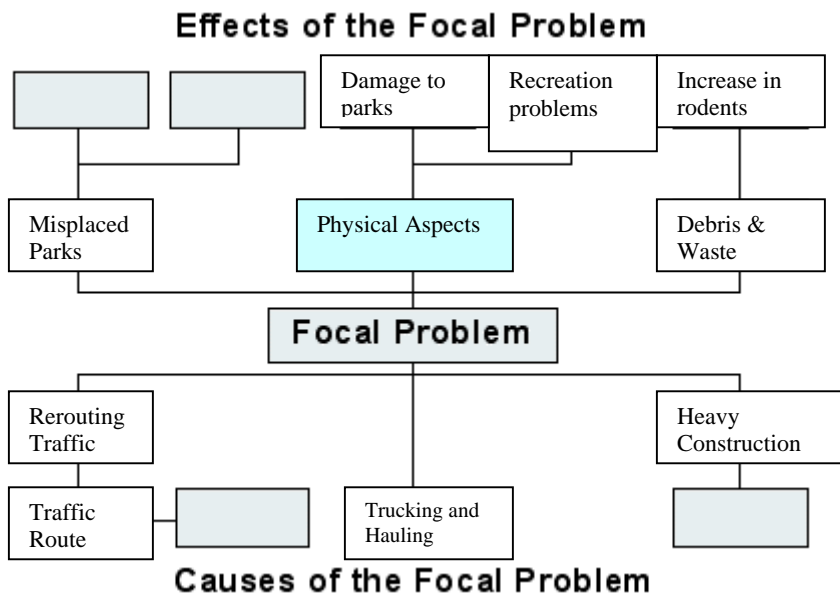 Effects of the Focal Problem
Damage to
parks
Recreation
problems
Increase in
rodents
Misplaced
Parks
Physical Aspects
Debris &
Waste
Focal Problem
Rerouting
Traffic
Heavy
Construction
Traffic
Route
Trucking and
Hauling
Causes of the Focal Problem